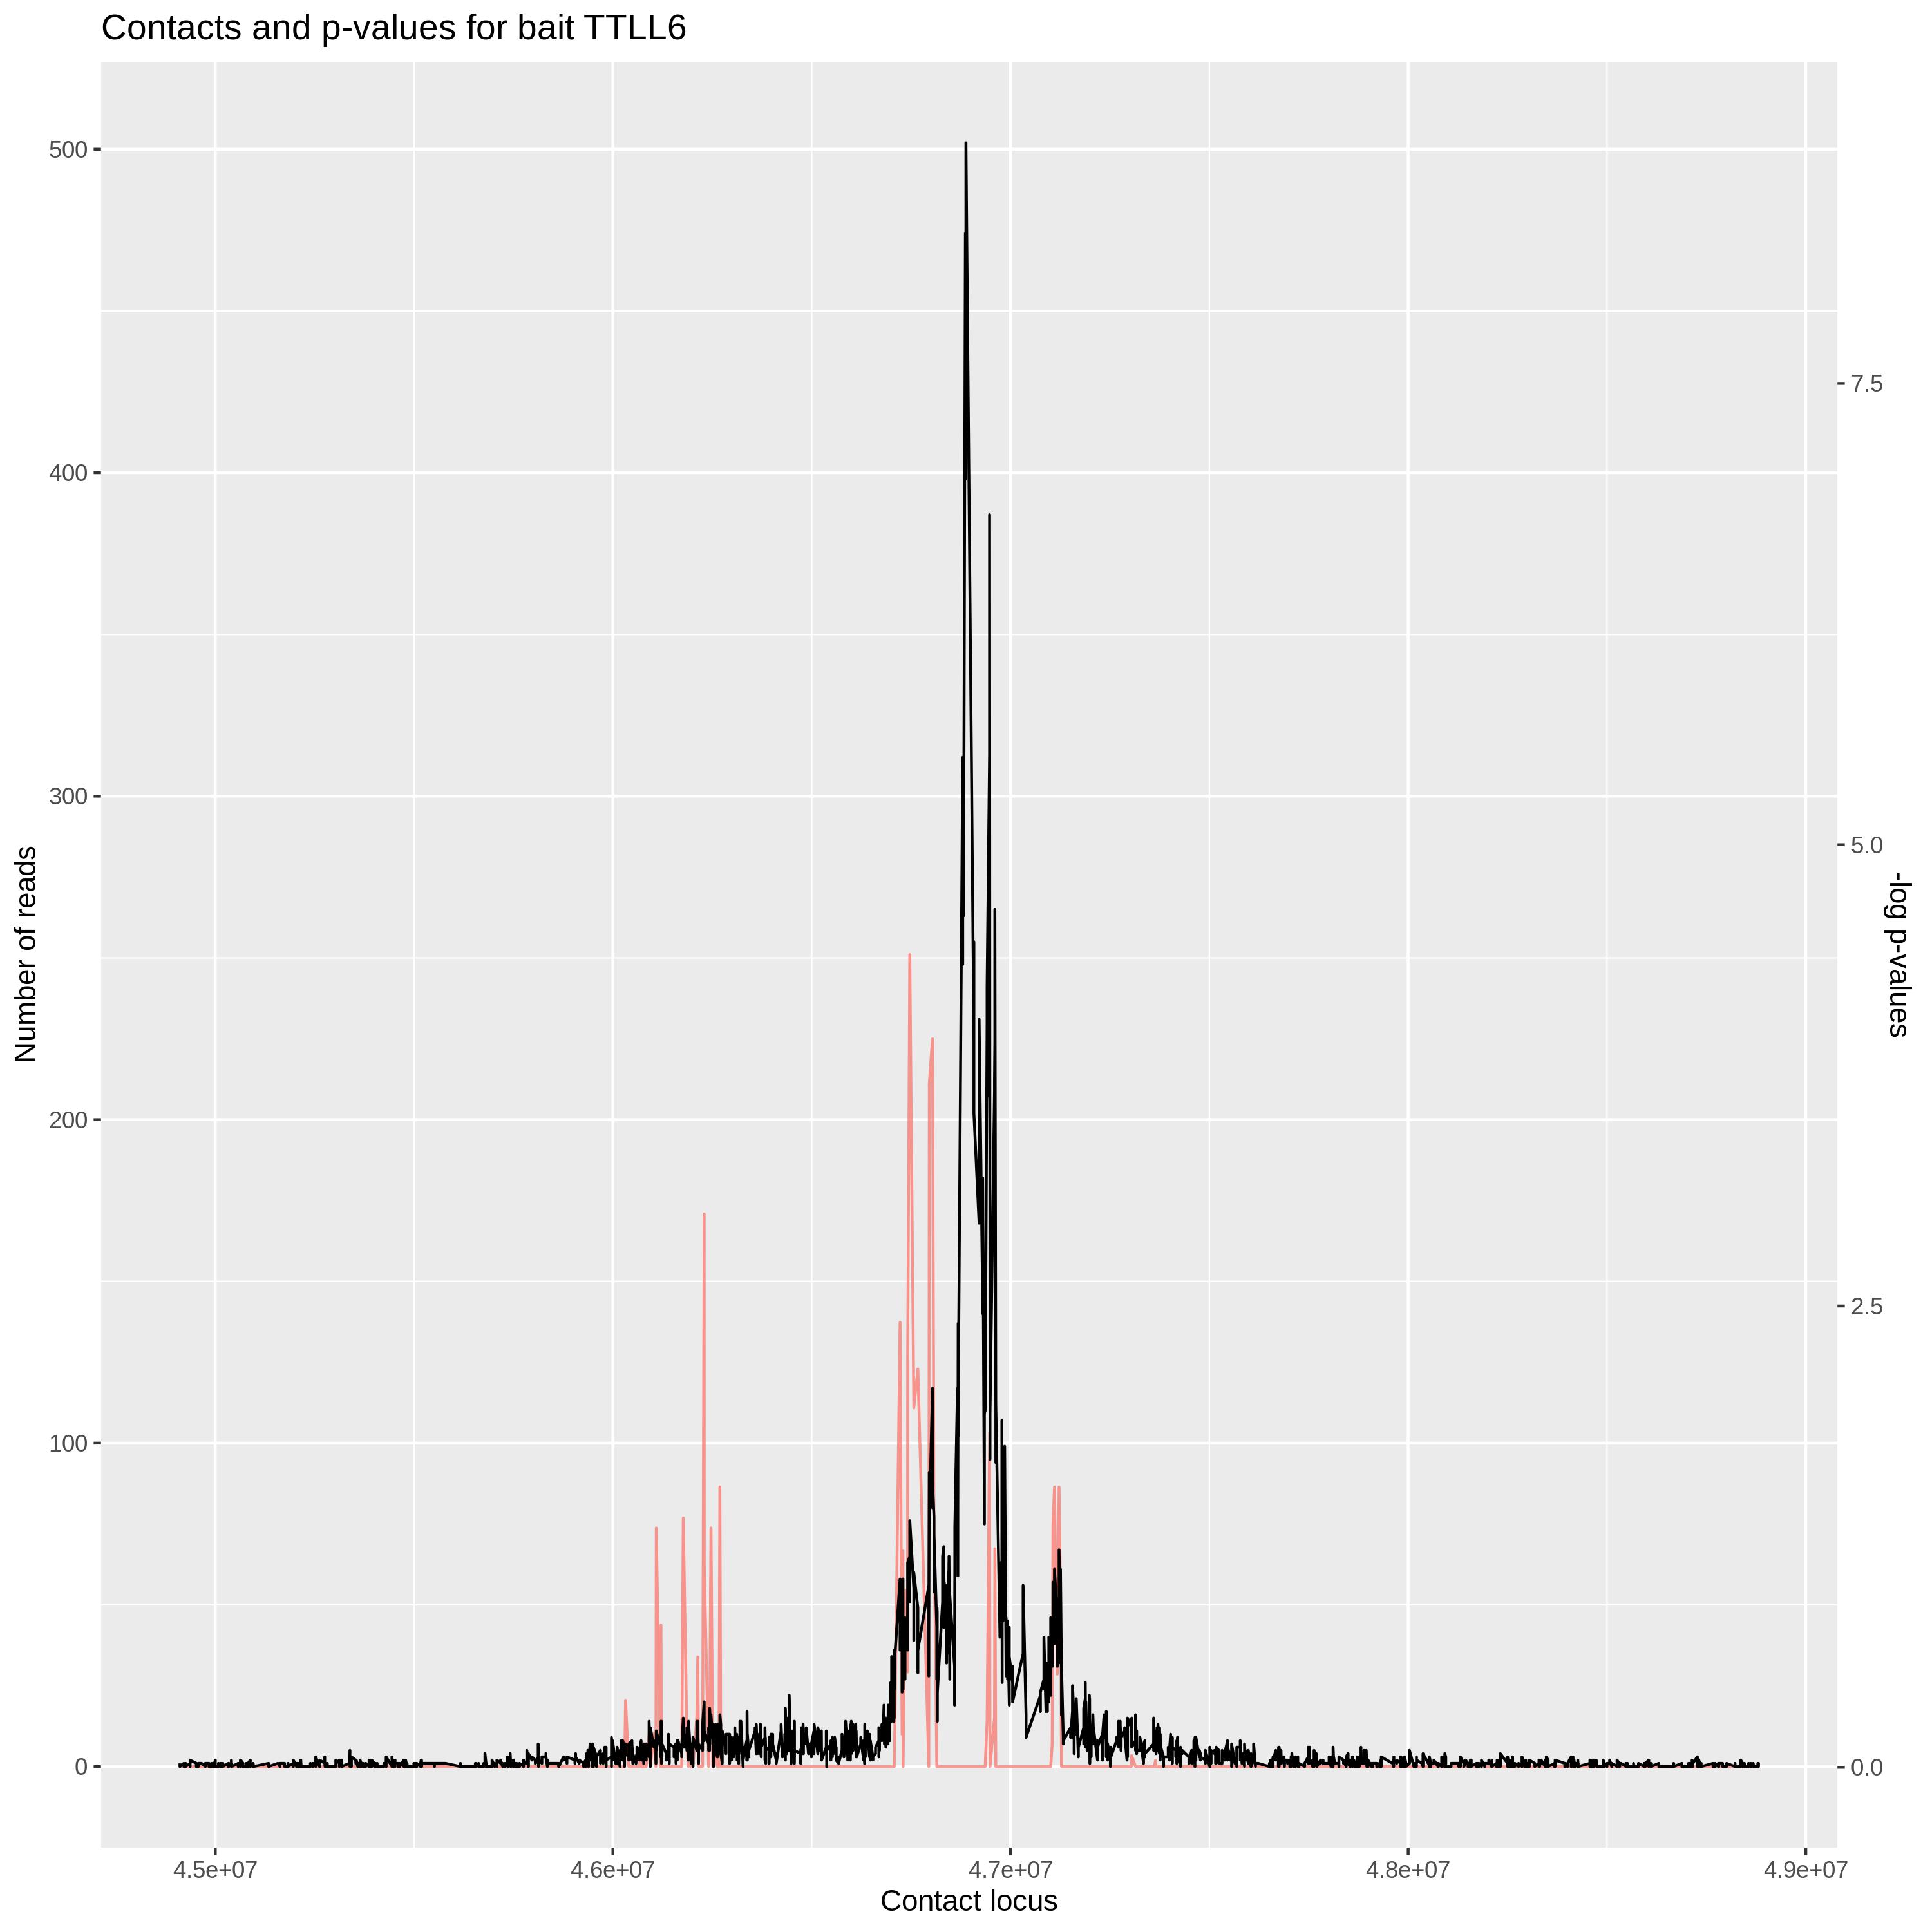 Contacts and p-values for bait TTLL6
500
400
300
200
100
0
Number of reads
7.5
5.0
2.5
0.0
-log p-values
4.5e+07
4.6e+07
4.7e+07
4.8e+07
4.9e+07
Contact locus